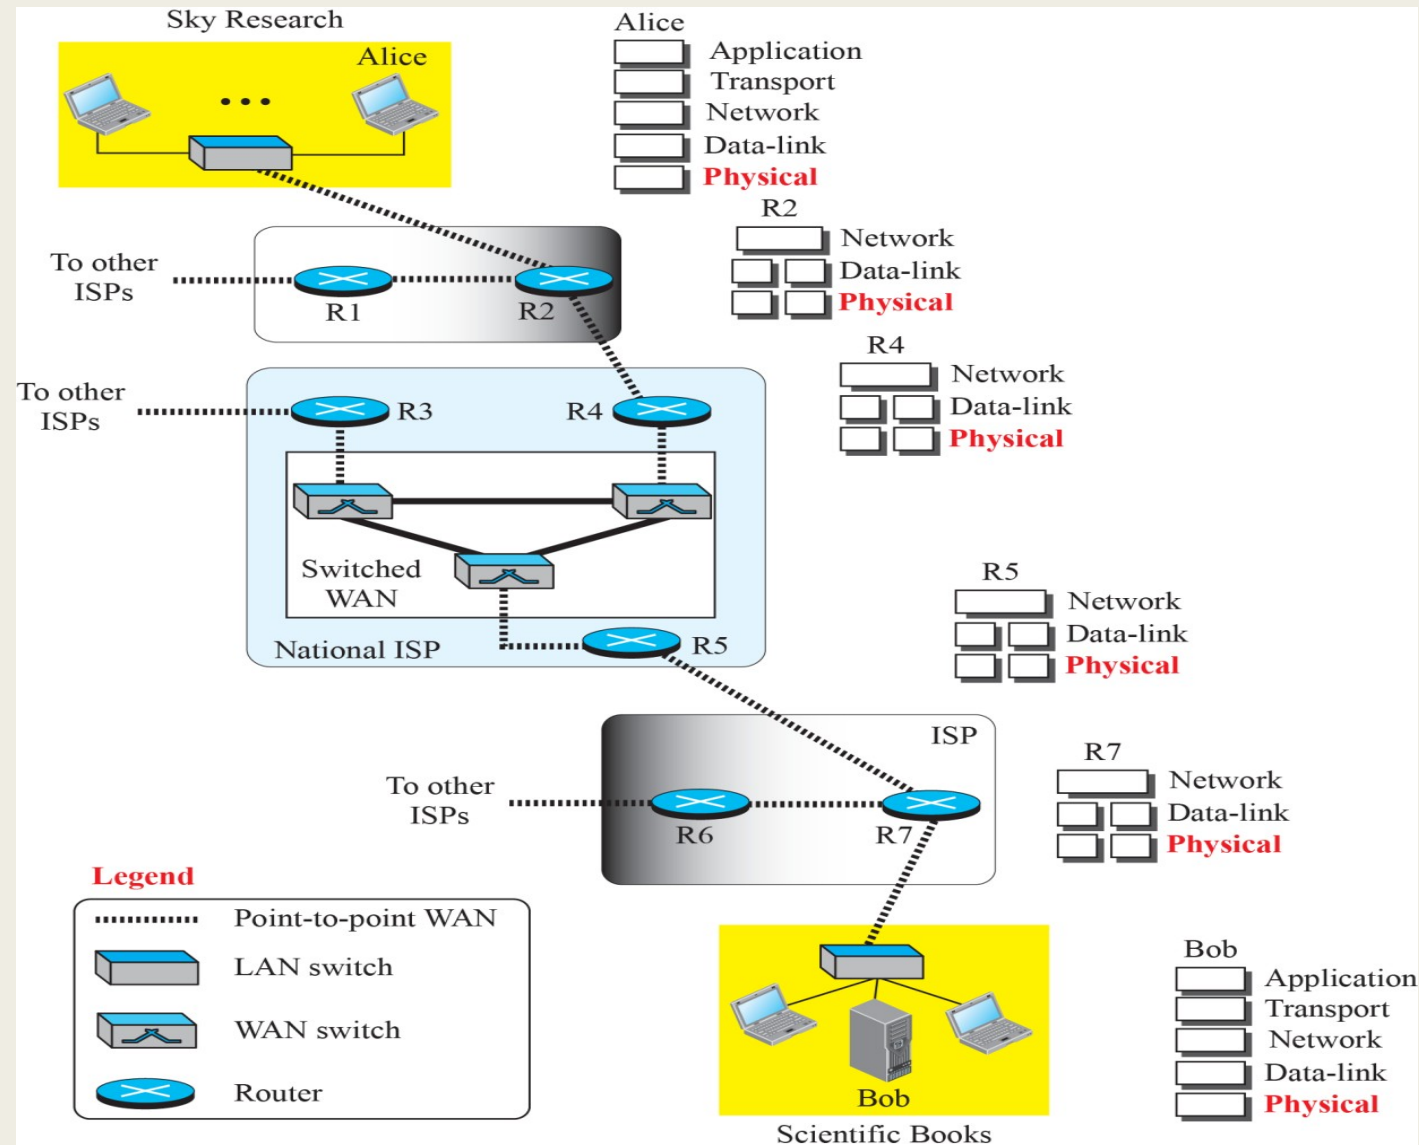 Sky Research
Alice
Alice
Application
Transport
Network
Data-link
Physical
R2
Network
Data-link
Physical
To other
ISPs
R1
R2
R4
Network
Data-link
Physical
To other
ISPs
R3
R4
Switched
WAN
National ISP
R5
R5
Network
Data-link
Physical
ISP
R7
Network
Data-link
Physical
To other
ISPs
R6
R7
Legend
Point-to-point WAN
LAN switch
WAN switch
Router
Bob
Scientific Books
Bob
Application
Transport
Network
Data-link
Physical